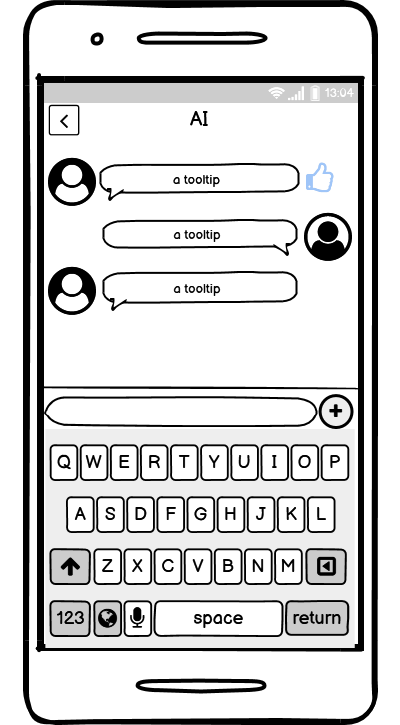 13:04
AI
a tooltip
a tooltip
a tooltip
Q W E R T Y U I O P
A S D F G H J K L
Z X C V B N M
123 space return